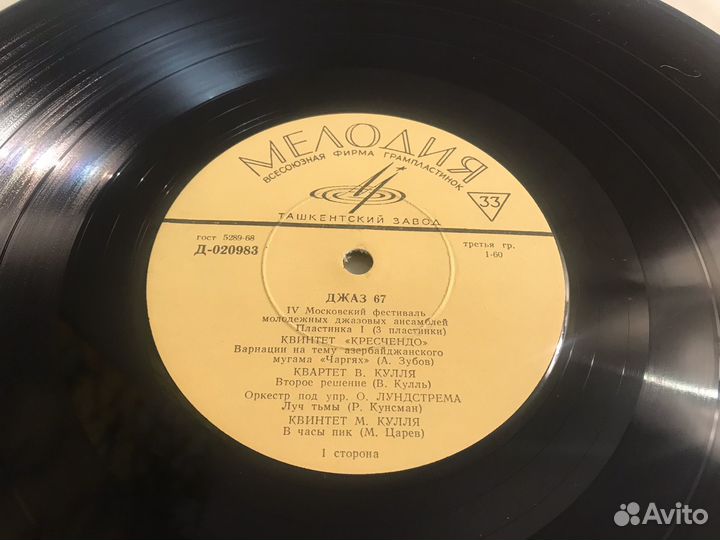 МЕЛОДИЯ
ВСЕСОЮЗНАЯ ФИРМА ГРАМПЛАСТИНОК
33
ТАШКЕНТСКИЙ ЗАВОД
гост 5289-68
Д-020983
третья гр.
1-60
ДЖАЗ 67
IV Московский фестиваль
молодежных джазовых ансамблей
Пластинка I (3 пластинки)
КВИНТЕТ «КРЕСЧЕНДО»
Вариации на тему азербайджанского
мугама «Чаргях» (А. Зубов)
КВАРТЕТ В. КУЛЛЯ
Второе решение (В. Кулль)
Оркестр под упр. О. ЛУНДСТРЕМА
Луч тьмы (Р. Кунсман)
КВИНТЕТ М. КУЛЛЯ
В часы пик (М. Царев)
I сторона
Avito